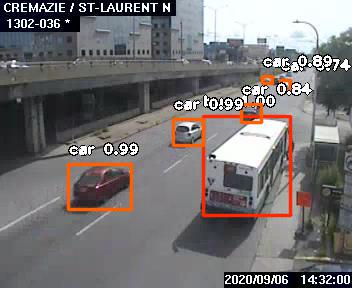 CREMAZIE / ST-LAURENT N
1302-036 *
car 0.89
0.74
car 0.84
car 0.99
car 0.99
2020/09/06 14:32:00